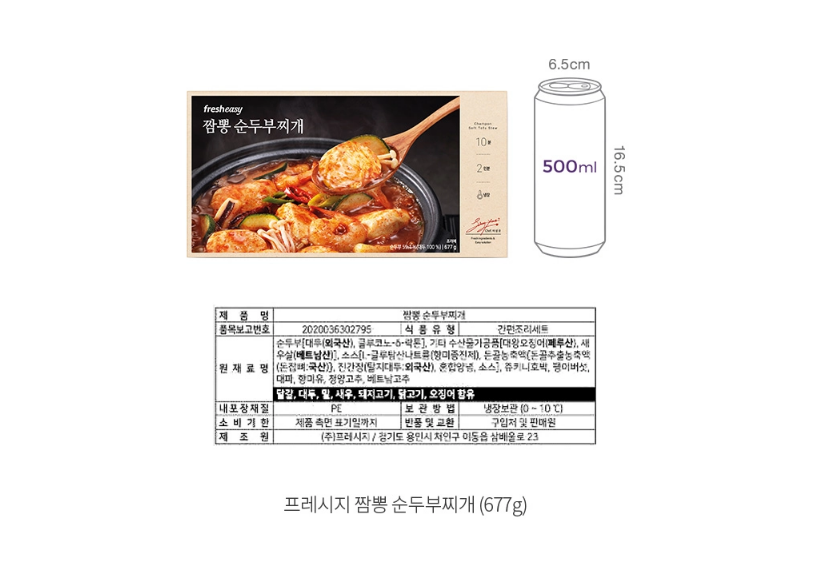 6.5cm
fresheasy
짬뽕 순두부찌개
10분
2인분
냉장
500ml
16.5cm
제 품 명 짬뽕 순두부찌개
품목보고번호 2020036302795 식 품 유 형 간편조리세트
원 재 료 명 순두부[대두(외국산), 글루코노-δ-락톤], 기타 수산물가공품[대왕오징어(페루산), 새
우살(베트남산)], 소스[L-글루탐산나트륨(향미증진제), 돈골농축액{돈골추출농축액
(돈잡뼈:국산)}, 진간장(탈지대두:외국산), 혼합양념, 소스], 쥬키니호박, 팽이버섯,
대파, 향미유, 청양고추, 베트남고추
달걀, 대두, 밀, 새우, 돼지고기, 닭고기, 오징어 함유
내포장재질 PE 보 관 방 법 냉장보관 (0 ~ 10 ℃)
소 비 기 한 제품 측면 표기일까지 반품 및 교환 구입처 및 판매원
제 조 원 (주)프레시지 / 경기도 용인시 처인구 이동읍 삼배울로 23
프레시지 짬뽕 순두부찌개 (677g)